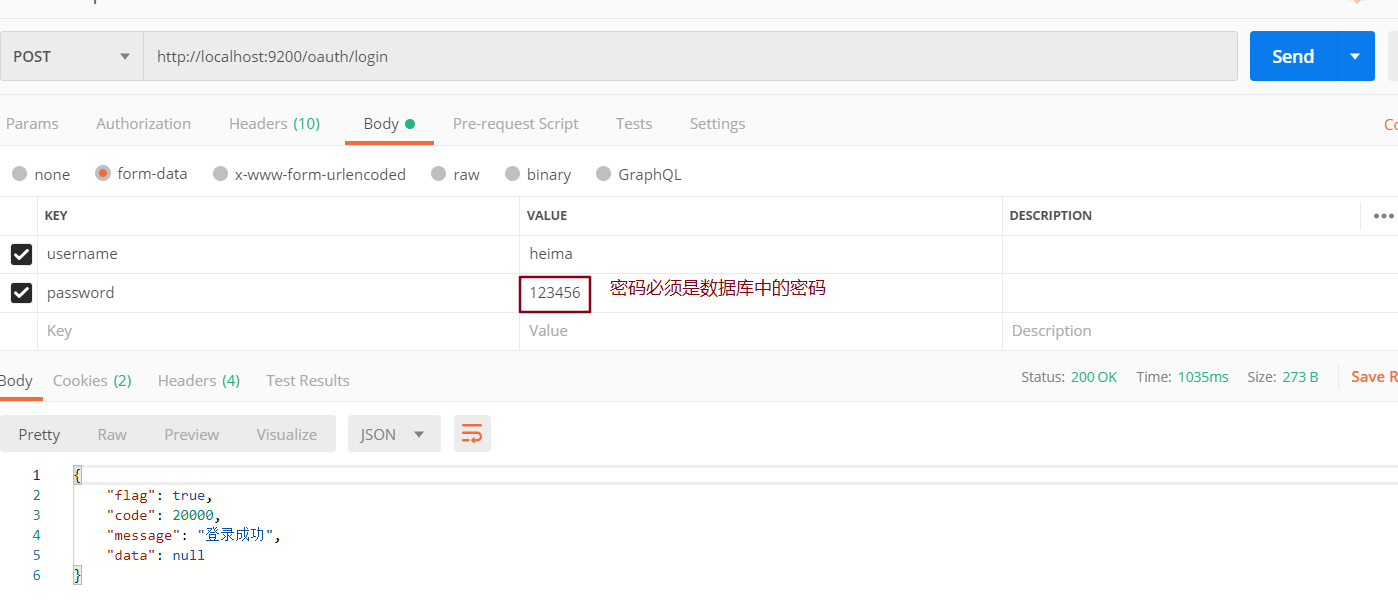 POST
http://localhost:9200/oauth/login
Send
Params Authorization Headers (10) Body Pre-request Script Tests Settings
none form-data x-www-form-urlencoded raw binary GraphQL
KEY VALUE DESCRIPTION
username heima
password 123456 密码必须是数据库中的密码
Key Value Description
Body Cookies (2) Headers (4) Test Results Status: 200 OK Time: 1035ms Size: 273 B Save R
Pretty Raw Preview Visualize JSON
1 {
2 "flag": true,
3 "code": 20000,
4 "message": "登录成功",
5 "data": null
6 }